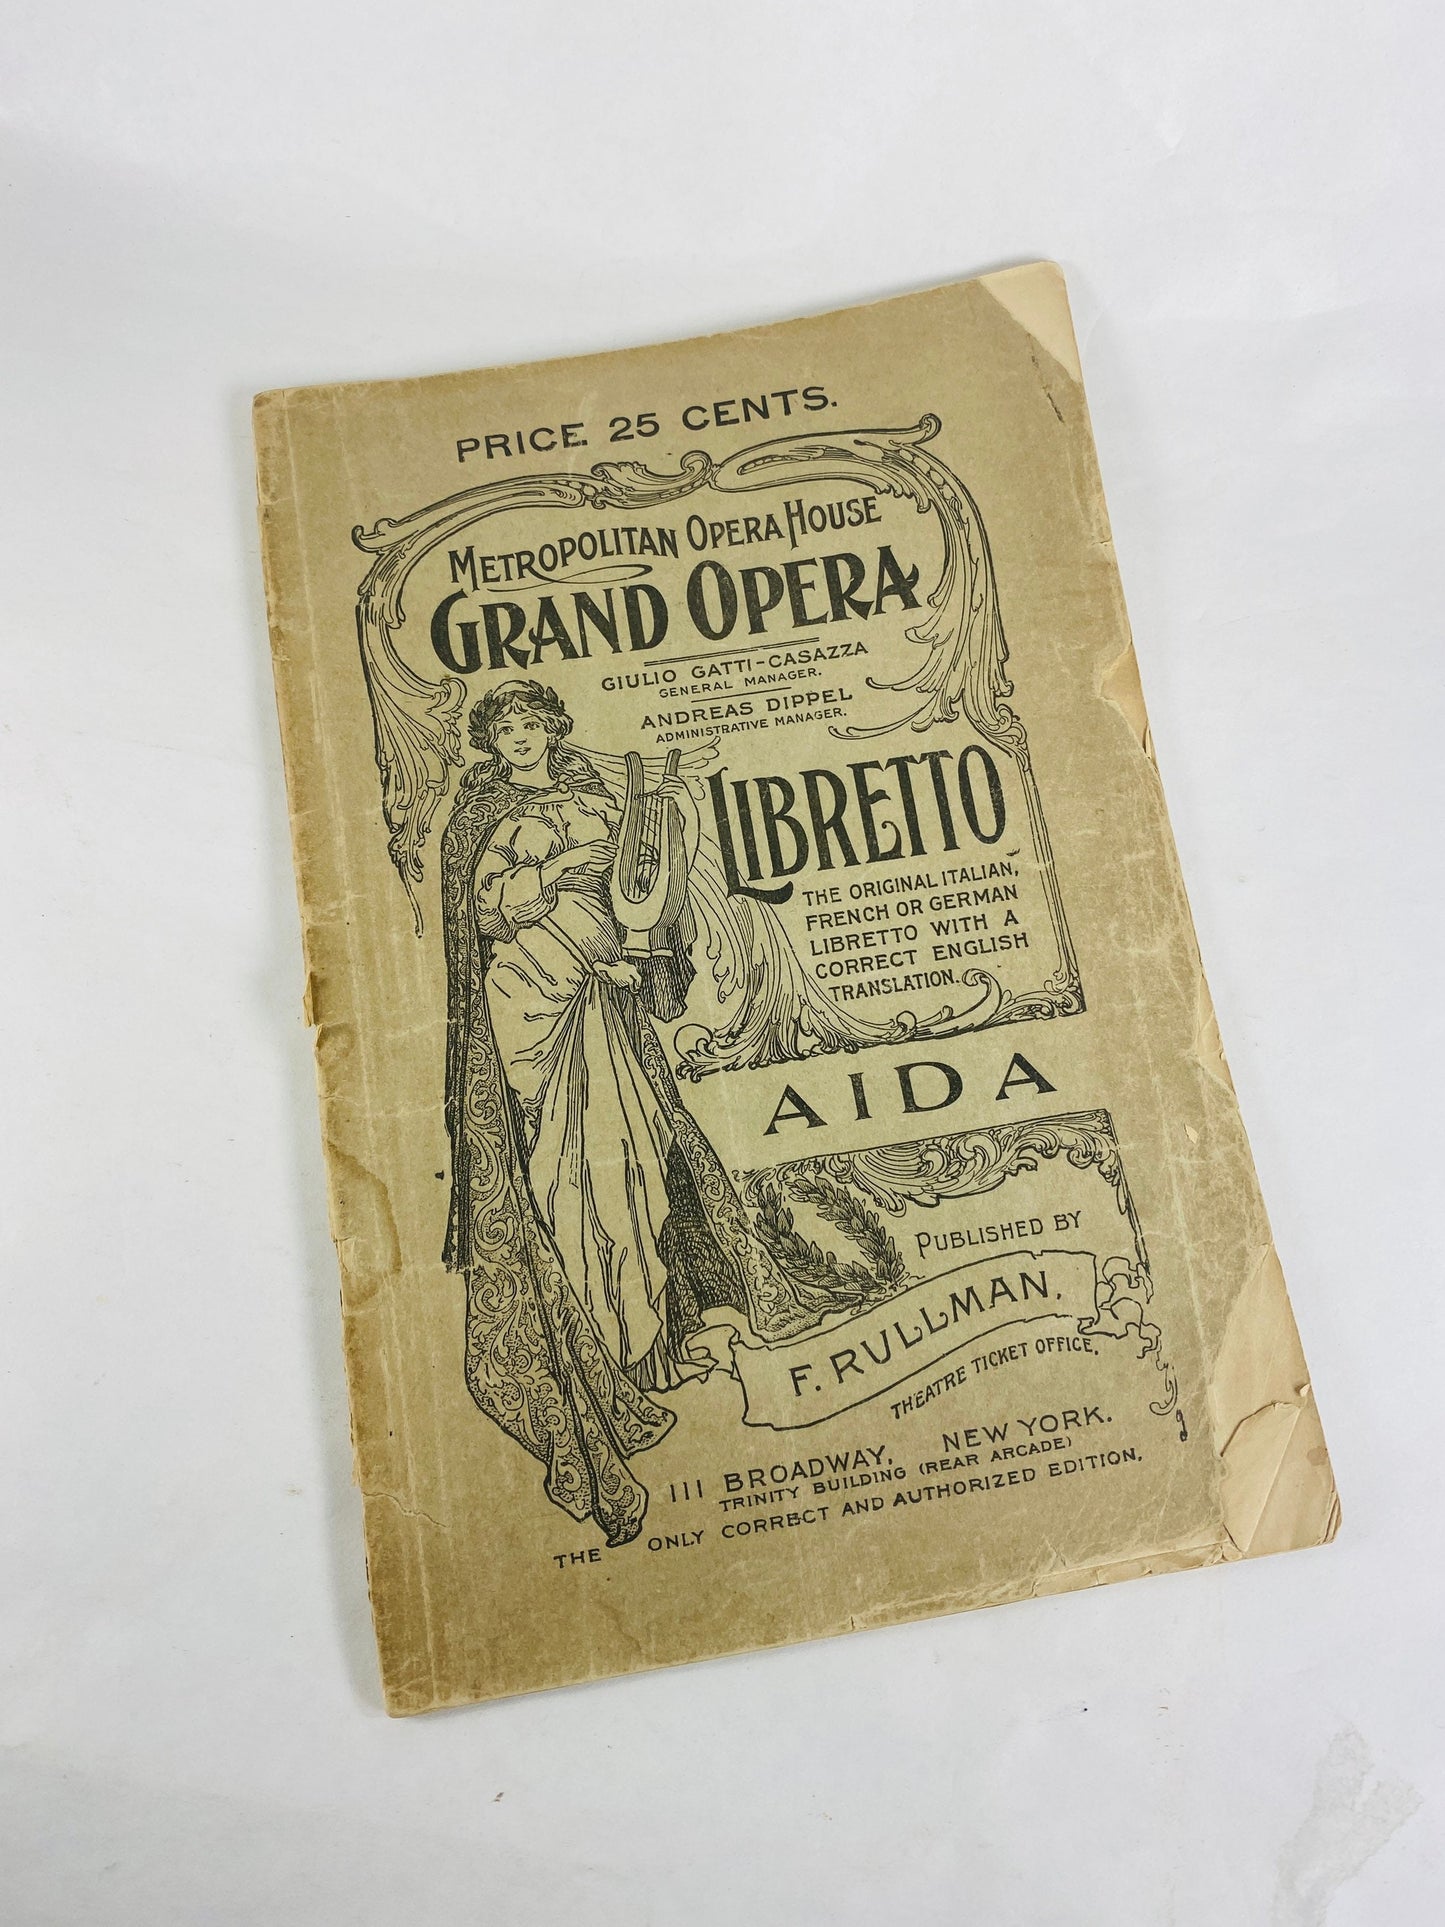 PRICE 25 CENTS.
METROPOLITAN OPERA HOUSE
GRAND OPERA
GIULIO GATTI-CASAZZA
GENERAL MANAGER.
ANDREAS DIPPEL
ADMINISTRATIVE MANAGER.
LIBRETTO
THE ORIGINAL ITALIAN,
FRENCH OR GERMAN
LIBRETTO WITH A
CORRECT ENGLISH
TRANSLATION.
AIDA
PUBLISHED BY
F. RULLMAN.
THEATRE TICKET OFFICE,
111 BROADWAY, NEW YORK.
TRINITY BUILDING (REAR ARCADE)
THE ONLY CORRECT AND AUTHORIZED EDITION.